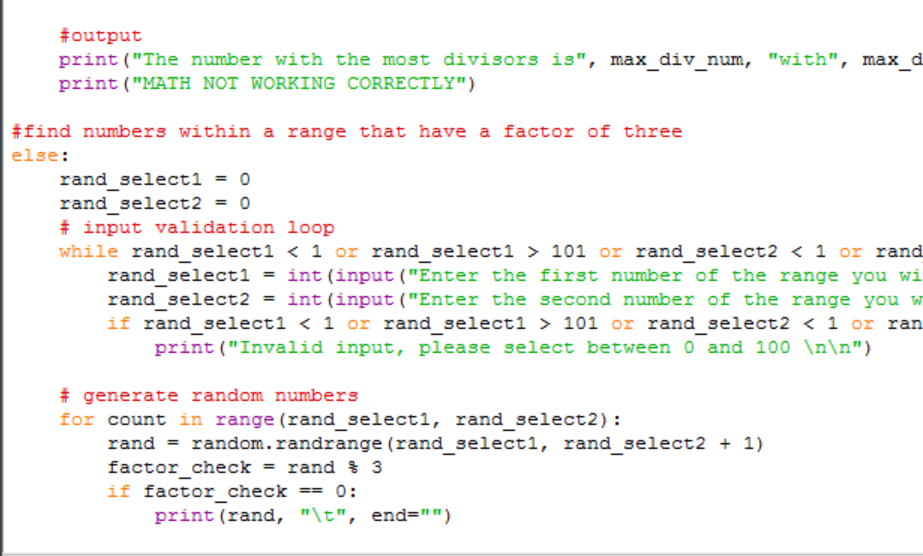 #output
print("The number with the most divisors is", max_div_num, "with", max_d
print("MATH NOT WORKING CORRECTLY")
#find numbers within a range that have a factor of three
else:
rand_select1 = 0
rand_select2 = 0
# input validation loop
while rand_select1 < 1 or rand_select1 > 101 or rand_select2 < 1 or rand
rand_select1 = int(input("Enter the first number of the range you wi
rand_select2 = int(input("Enter the second number of the range you w
if rand_select1 < 1 or rand_select1 > 101 or rand_select2 < 1 or ran
print("Invalid input, please select between 0 and 100 \n\n")
# generate random numbers
for count in range(rand_select1, rand_select2):
rand = random.randrange(rand_select1, rand_select2 + 1)
factor_check = rand % 3
if factor_check == 0:
print(rand, "\t", end="")